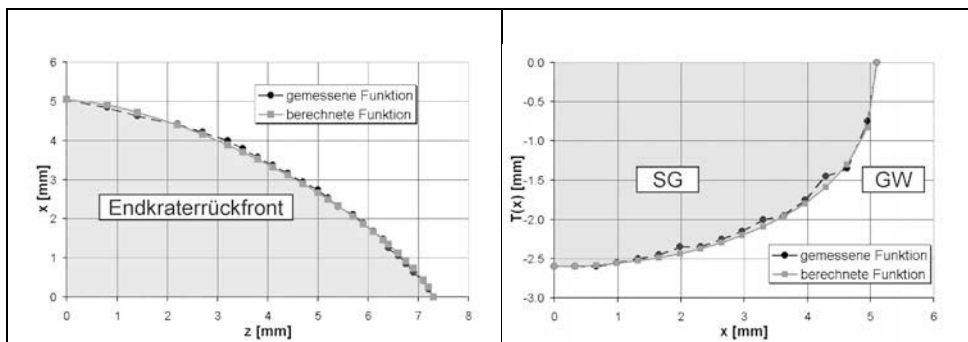 6
5
4
3
2
1
0
x [mm]
gemessene Funktion
berechnete Funktion
Endkraterrückfront
0 1 2 3 4 5 6 7 8
z [mm]
0.0
-0.5
-1.0
-1.5
-2.0
-2.5
-3.0
T(x) [mm]
SG
GW
gemessene Funktion
berechnete Funktion
0 1 2 3 4 5 6
x [mm]